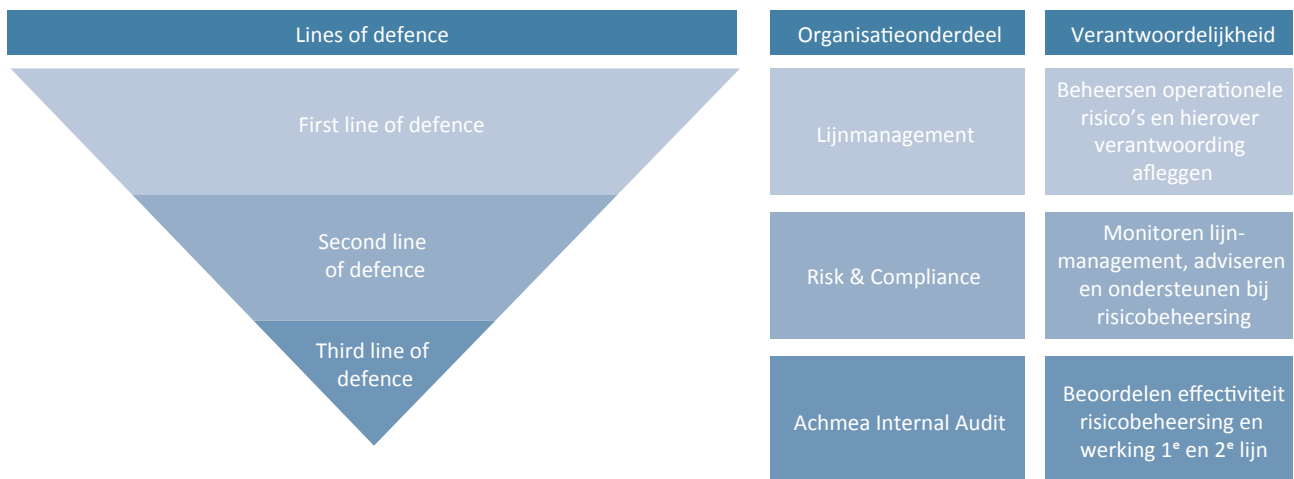 Lines of defence
Organisatieonderdeel
Verantwoordelijkheid
First line of defence
Lijnmanagement
Beheersen operationele
risico's en hierover
verantwoording
afleggen
Second line
of defence
Risk & Compliance
Monitoren lijn-
management, adviseren
en ondersteunen bij
risicobeheersing
Third line of
defence
Achmea Internal Audit
Beoordelen effectiviteit
risicobeheersing en
werking 1ᵉ en 2ᵉ lijn